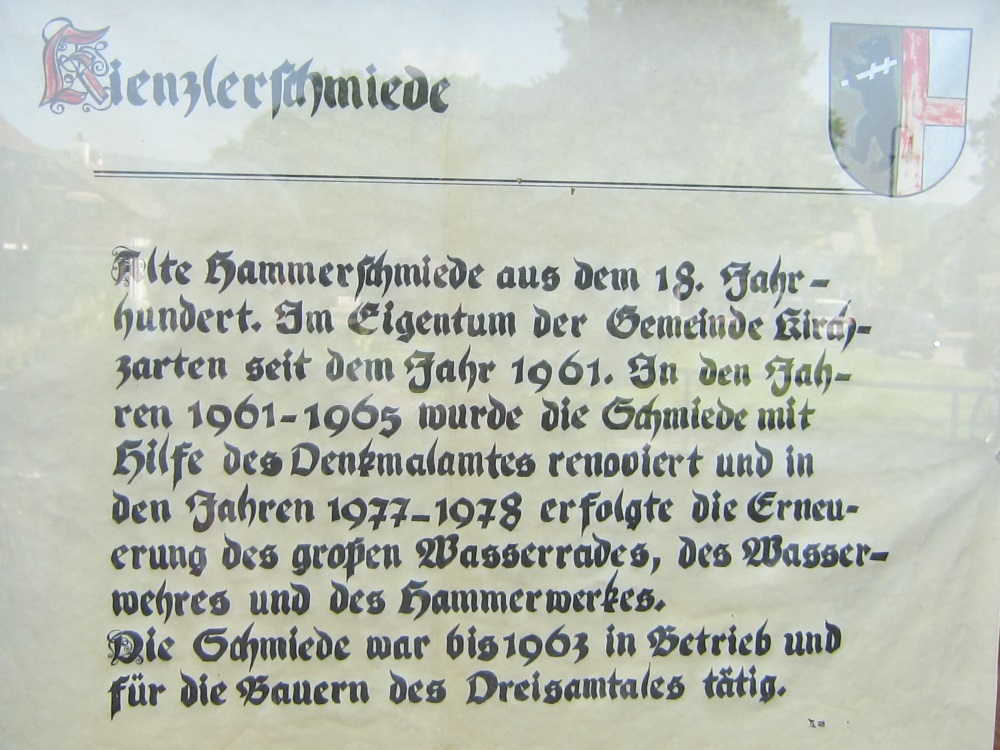 Kienzlerschmiede
Alte Hammerschmiede aus dem 18. Jahr-
hundert. Im Eigentum der Gemeinde Kirch-
zarten seit dem Jahr 1961. In den Jah-
ren 1961-1965 wurde die Schmiede mit
Hilfe des Denkmalamtes renoviert und in
den Jahren 1977-1978 erfolgte die Erneu-
erung des großen Wasserrades, des Wasser-
wehres und des Hammerwerkes.
Die Schmiede war bis 1963 in Betrieb und
für die Bauern des Dreisamtales tätig.